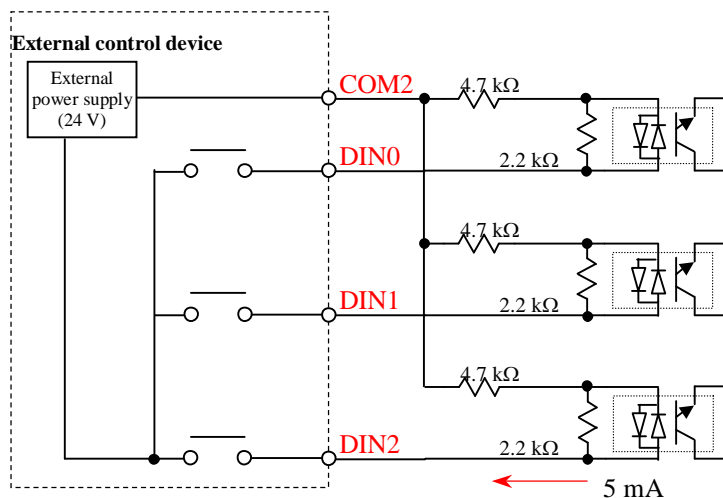 External control device
External
power supply
(24 V)
COM2
4.7 kΩ
DIN0
2.2 kΩ
4.7 kΩ
DIN1
2.2 kΩ
4.7 kΩ
DIN2
2.2 kΩ
5 mA